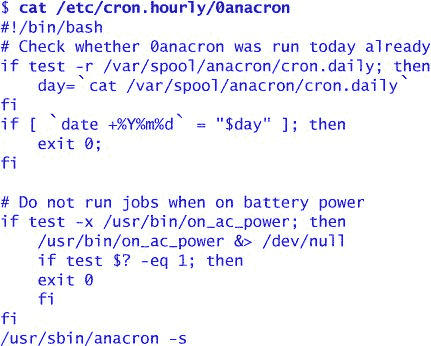 $ cat /etc/cron.hourly/0anacron
#!/bin/bash
# Check whether 0anacron was run today already
if test -r /var/spool/anacron/cron.daily; then
    day=`cat /var/spool/anacron/cron.daily`
fi
if [ `date +%Y%m%d` = "$day" ]; then
    exit 0;
fi

# Do not run jobs when on battery power
if test -x /usr/bin/on_ac_power; then
    /usr/bin/on_ac_power &> /dev/null
    if test $? -eq 1; then
    exit 0
    fi
fi
/usr/sbin/anacron -s